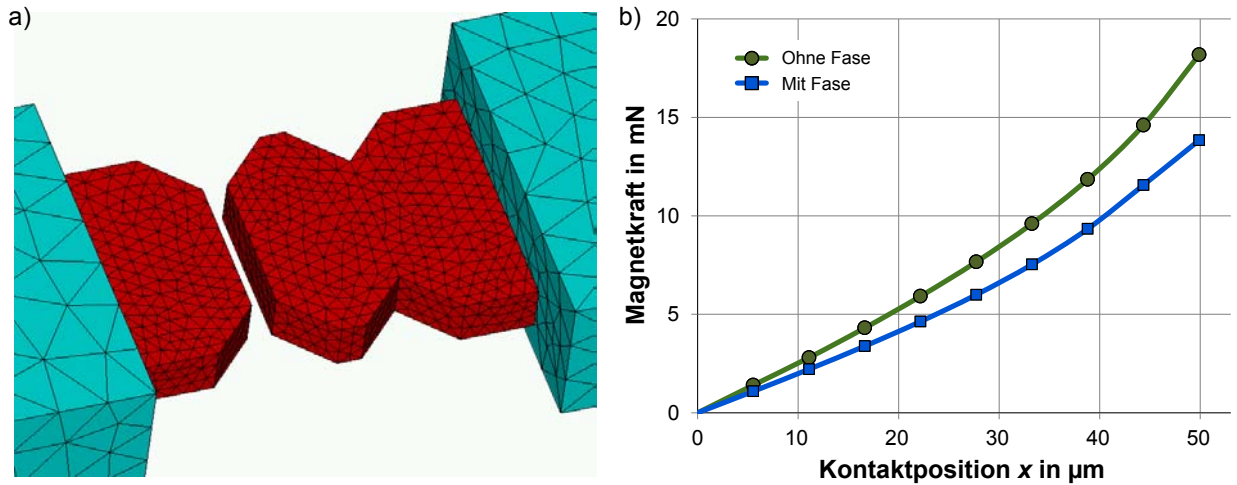 a)
b)
Magnetkraft in mN
20
15
10
5
0
Ohne Fase
Mit Fase
0 10 20 30 40 50
Kontaktposition x in µm